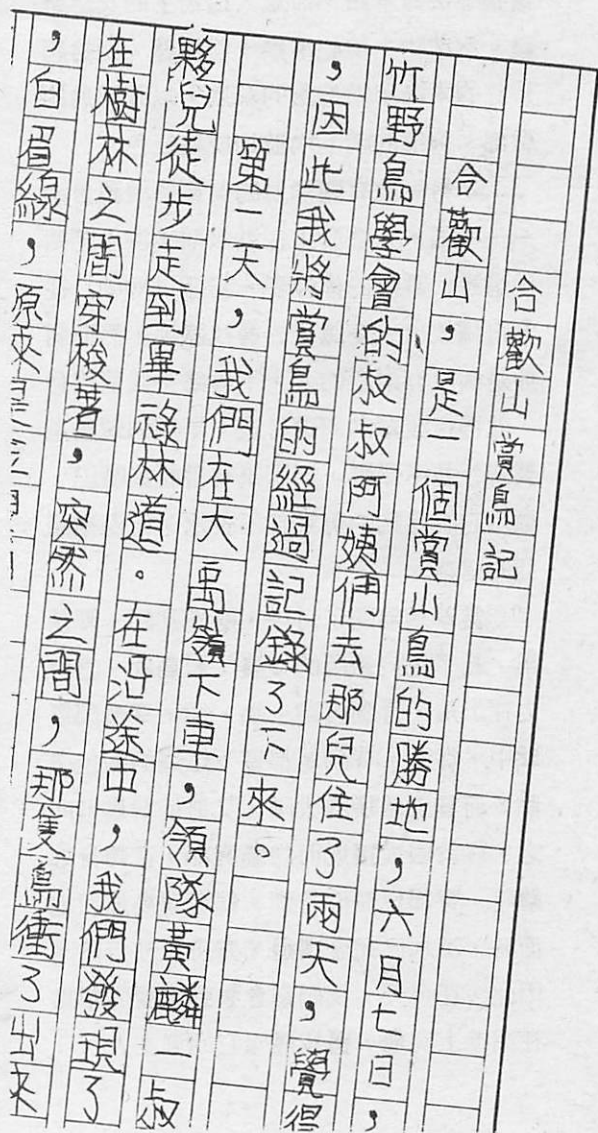 合歡山賞鳥記
合歡山,是一個賞山鳥的勝地,六月七日,
竹野鳥學會的叔叔阿姨們去那兒住了兩天,覺得
,因此我將賞鳥的經過記錄了下來。
第一天,我們在大禹嶺下車,領隊黃麟一叔
夥兒徒步走到畢祿林道。在沿途中,我們發現了
在樹林之間穿梭著,突然之間,那隻鳥衝了出來
,白眉線,原來